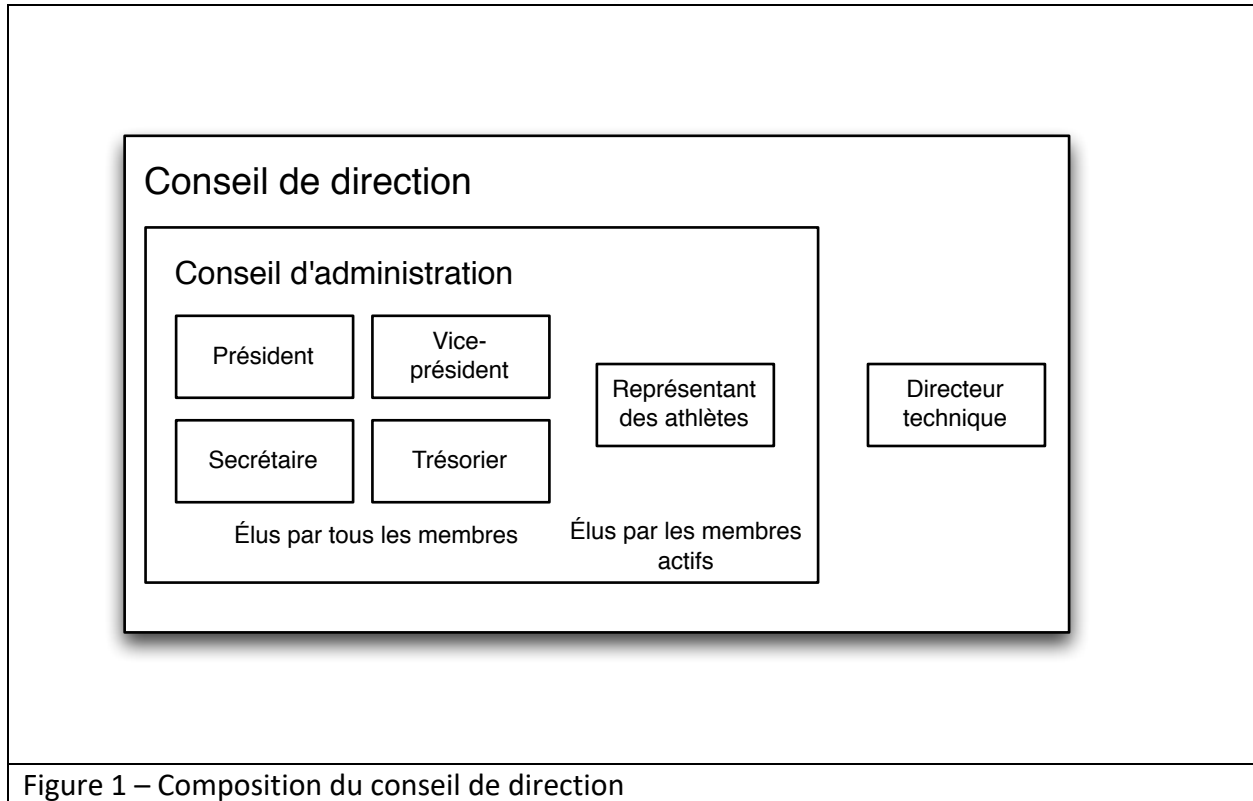 Conseil de direction
Conseil d'administration
Président
Vice-
président
Secrétaire
Trésorier
Élus par tous les membres
Représentant
des athlètes
Élus par les membres
actifs
Directeur
technique
Figure 1 – Composition du conseil de direction